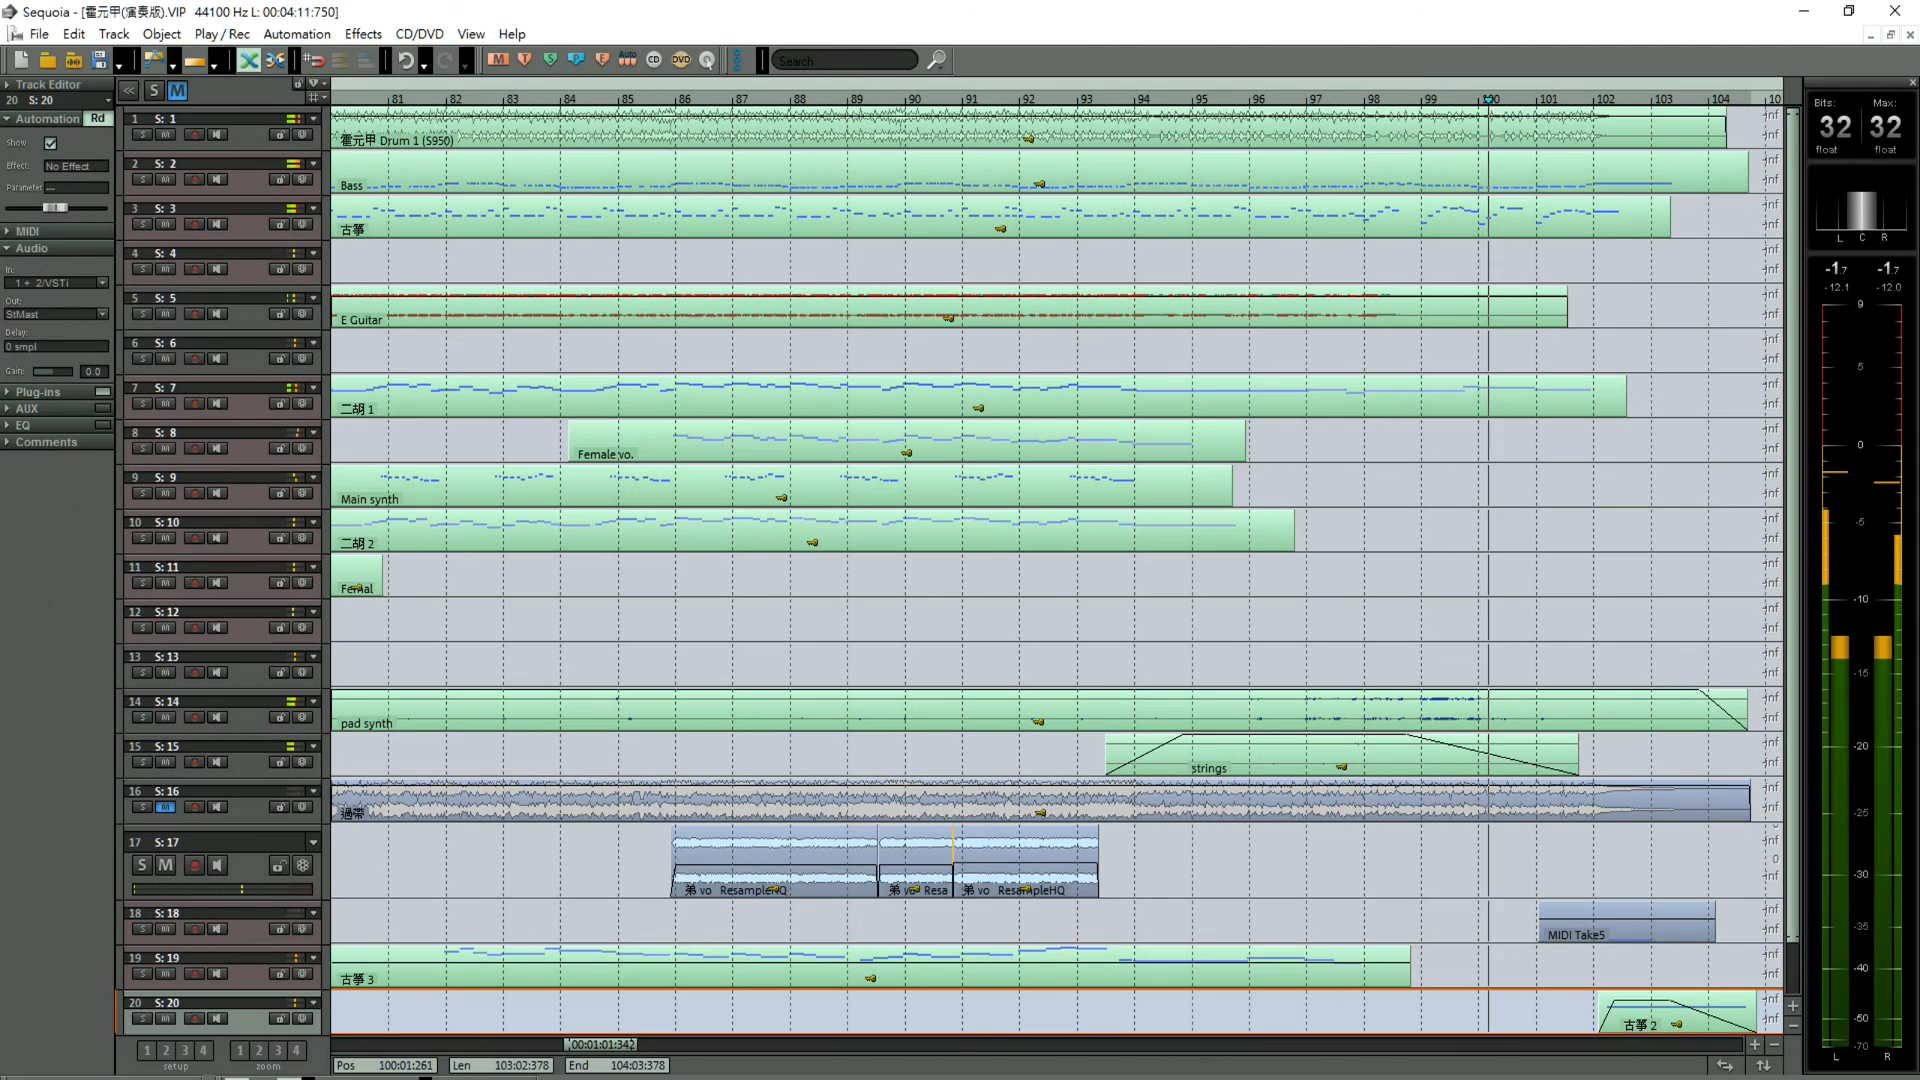 Sequoia - [霍元甲(演奏版).VIP   44100 Hz L: 00:04:11:750]
File Edit Track Object Play / Rec Automation Effects CD/DVD View Help
M T S P E Auto CD DVD Search
Track Editor
20 S: 20
Automation Rd
Show
Effect: No Effect
Parameter ---
MIDI
Audio
In:
1 + 2/VSTi
Out:
StMast
Delay:
0 smpl
Gain: 0.0
Plug-ins
AUX
EQ
Comments
<< S M
81 82 83 84 85 86 87 88 89 90 91 92 93 94 95 96 97 98 99 100 101 102 103 104 10
1 S: 1
霍元甲 Drum 1 (S950)
2 S: 2
Bass
3 S: 3
古箏
4 S: 4
5 S: 5
E Guitar
6 S: 6
7 S: 7
二胡 1
8 S: 8
Female vo.
9 S: 9
Main synth
10 S: 10
二胡 2
11 S: 11
Femal
12 S: 12
13 S: 13
14 S: 14
pad synth
15 S: 15
strings
16 S: 16
過帶
17 S: 17
S M
弟 vo ResampleHQ 弟 vo Resa 弟 vo ResampleHQ
18 S: 18
MIDI Take5
19 S: 19
古箏 3
20 S: 20
古箏 2
1 2 3 4 1 2 3 4
setup zoom
00:01:01:342
Pos 100:01:261 Len 103:02:378 End 104:03:378
Bits: Max:
32 32
float float
L C R
-1.7 -1.7
-12.1 -12.0
9
5
0
-5
-10
-15
-20
-25
-30
-35
-40
-50
-70
L R